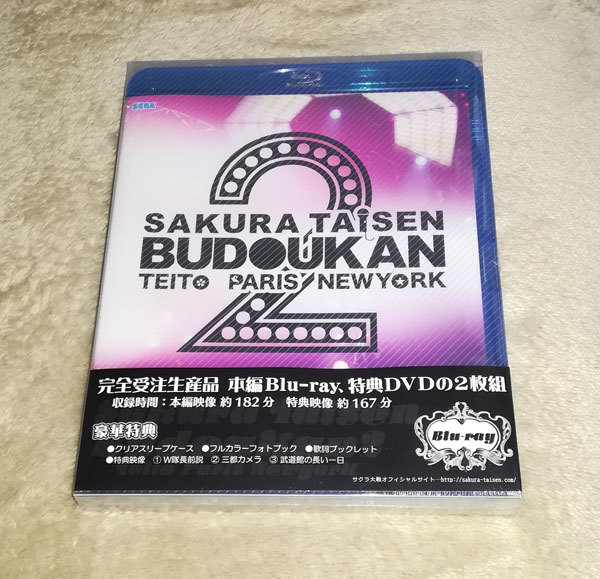 SEGA
2
SAKURA TAISEN
BUDOUKAN
TEITO PARIS NEWYORK
完全受注生産品 本編Blu-ray、特典DVDの2枚組
収録時間：本編映像 約182分 特典映像 約167分
豪華特典
●クリアスリーブケース ●フルカラーフォトブック ●歌詞ブックレット
●特典映像 ①W隊長前説 ②三都カメラ ③武道館の長い一日
Blu-ray
サクラ大戦オフィシャルサイト…http://sakura-taisen.com/